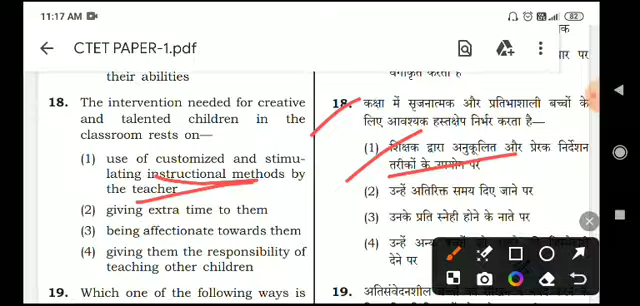 11:17 AM
82
CTET PAPER-1.pdf
their abilities
18. The intervention needed for creative
and talented children in the
classroom rests on—
(1) use of customized and stimu-
lating instructional methods by
the teacher
(2) giving extra time to them
(3) being affectionate towards them
(4) giving them the responsibility of
teaching other children
19. Which one of the following ways is
पर
18. कक्षा में सृजनात्मक और प्रतिभाशाली बच्चों के
लिए आवश्यक हस्तक्षेप निर्भर करता है—
(1) शिक्षक द्वारा अनुकूलित और प्रेरक निर्देशन
तरीकों के उपयोग पर
(2) उन्हें अतिरिक्त समय दिए जाने पर
(3) उनके प्रति स्नेही होने के नाते पर
(4) उन्हें
देने पर
19.